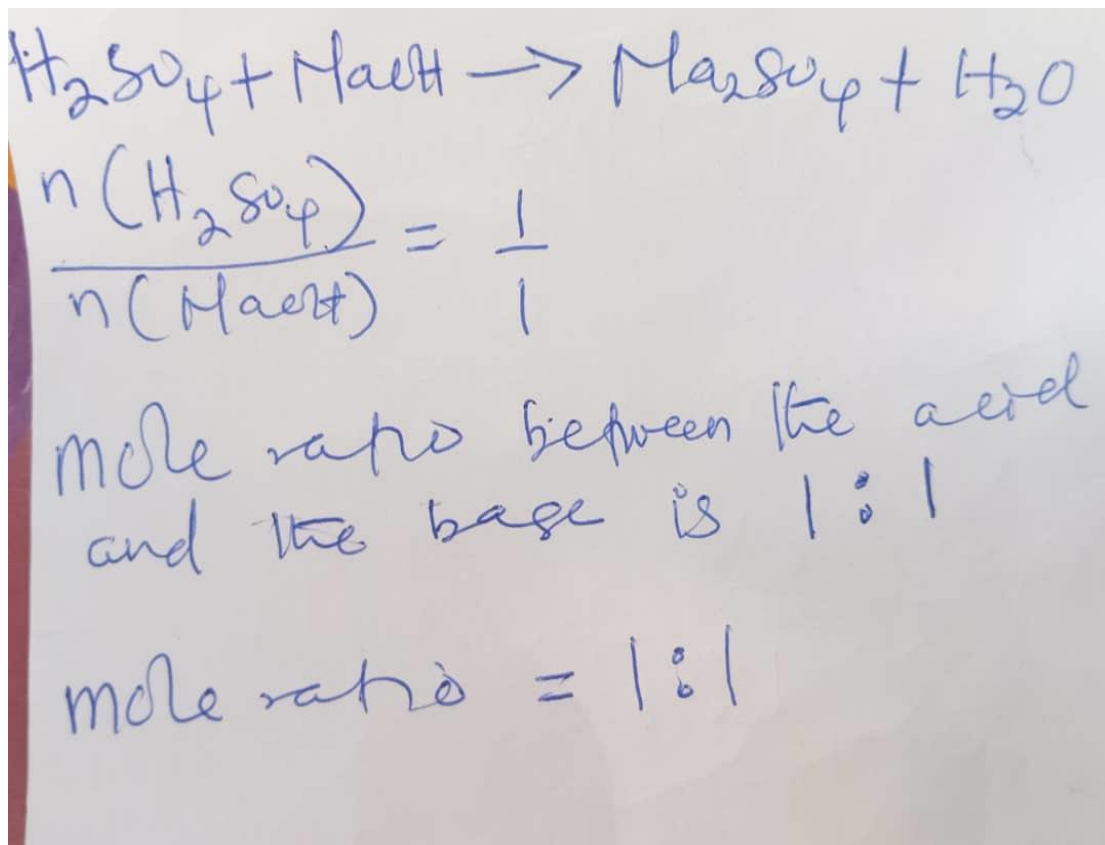 H₂SO₄ + NaOH → Na₂SO₄ + H₂O
n(H₂SO₄) / n(NaOH) = 1/1
mole ratio between the acid
and the base is 1:1
mole ratio = 1:1